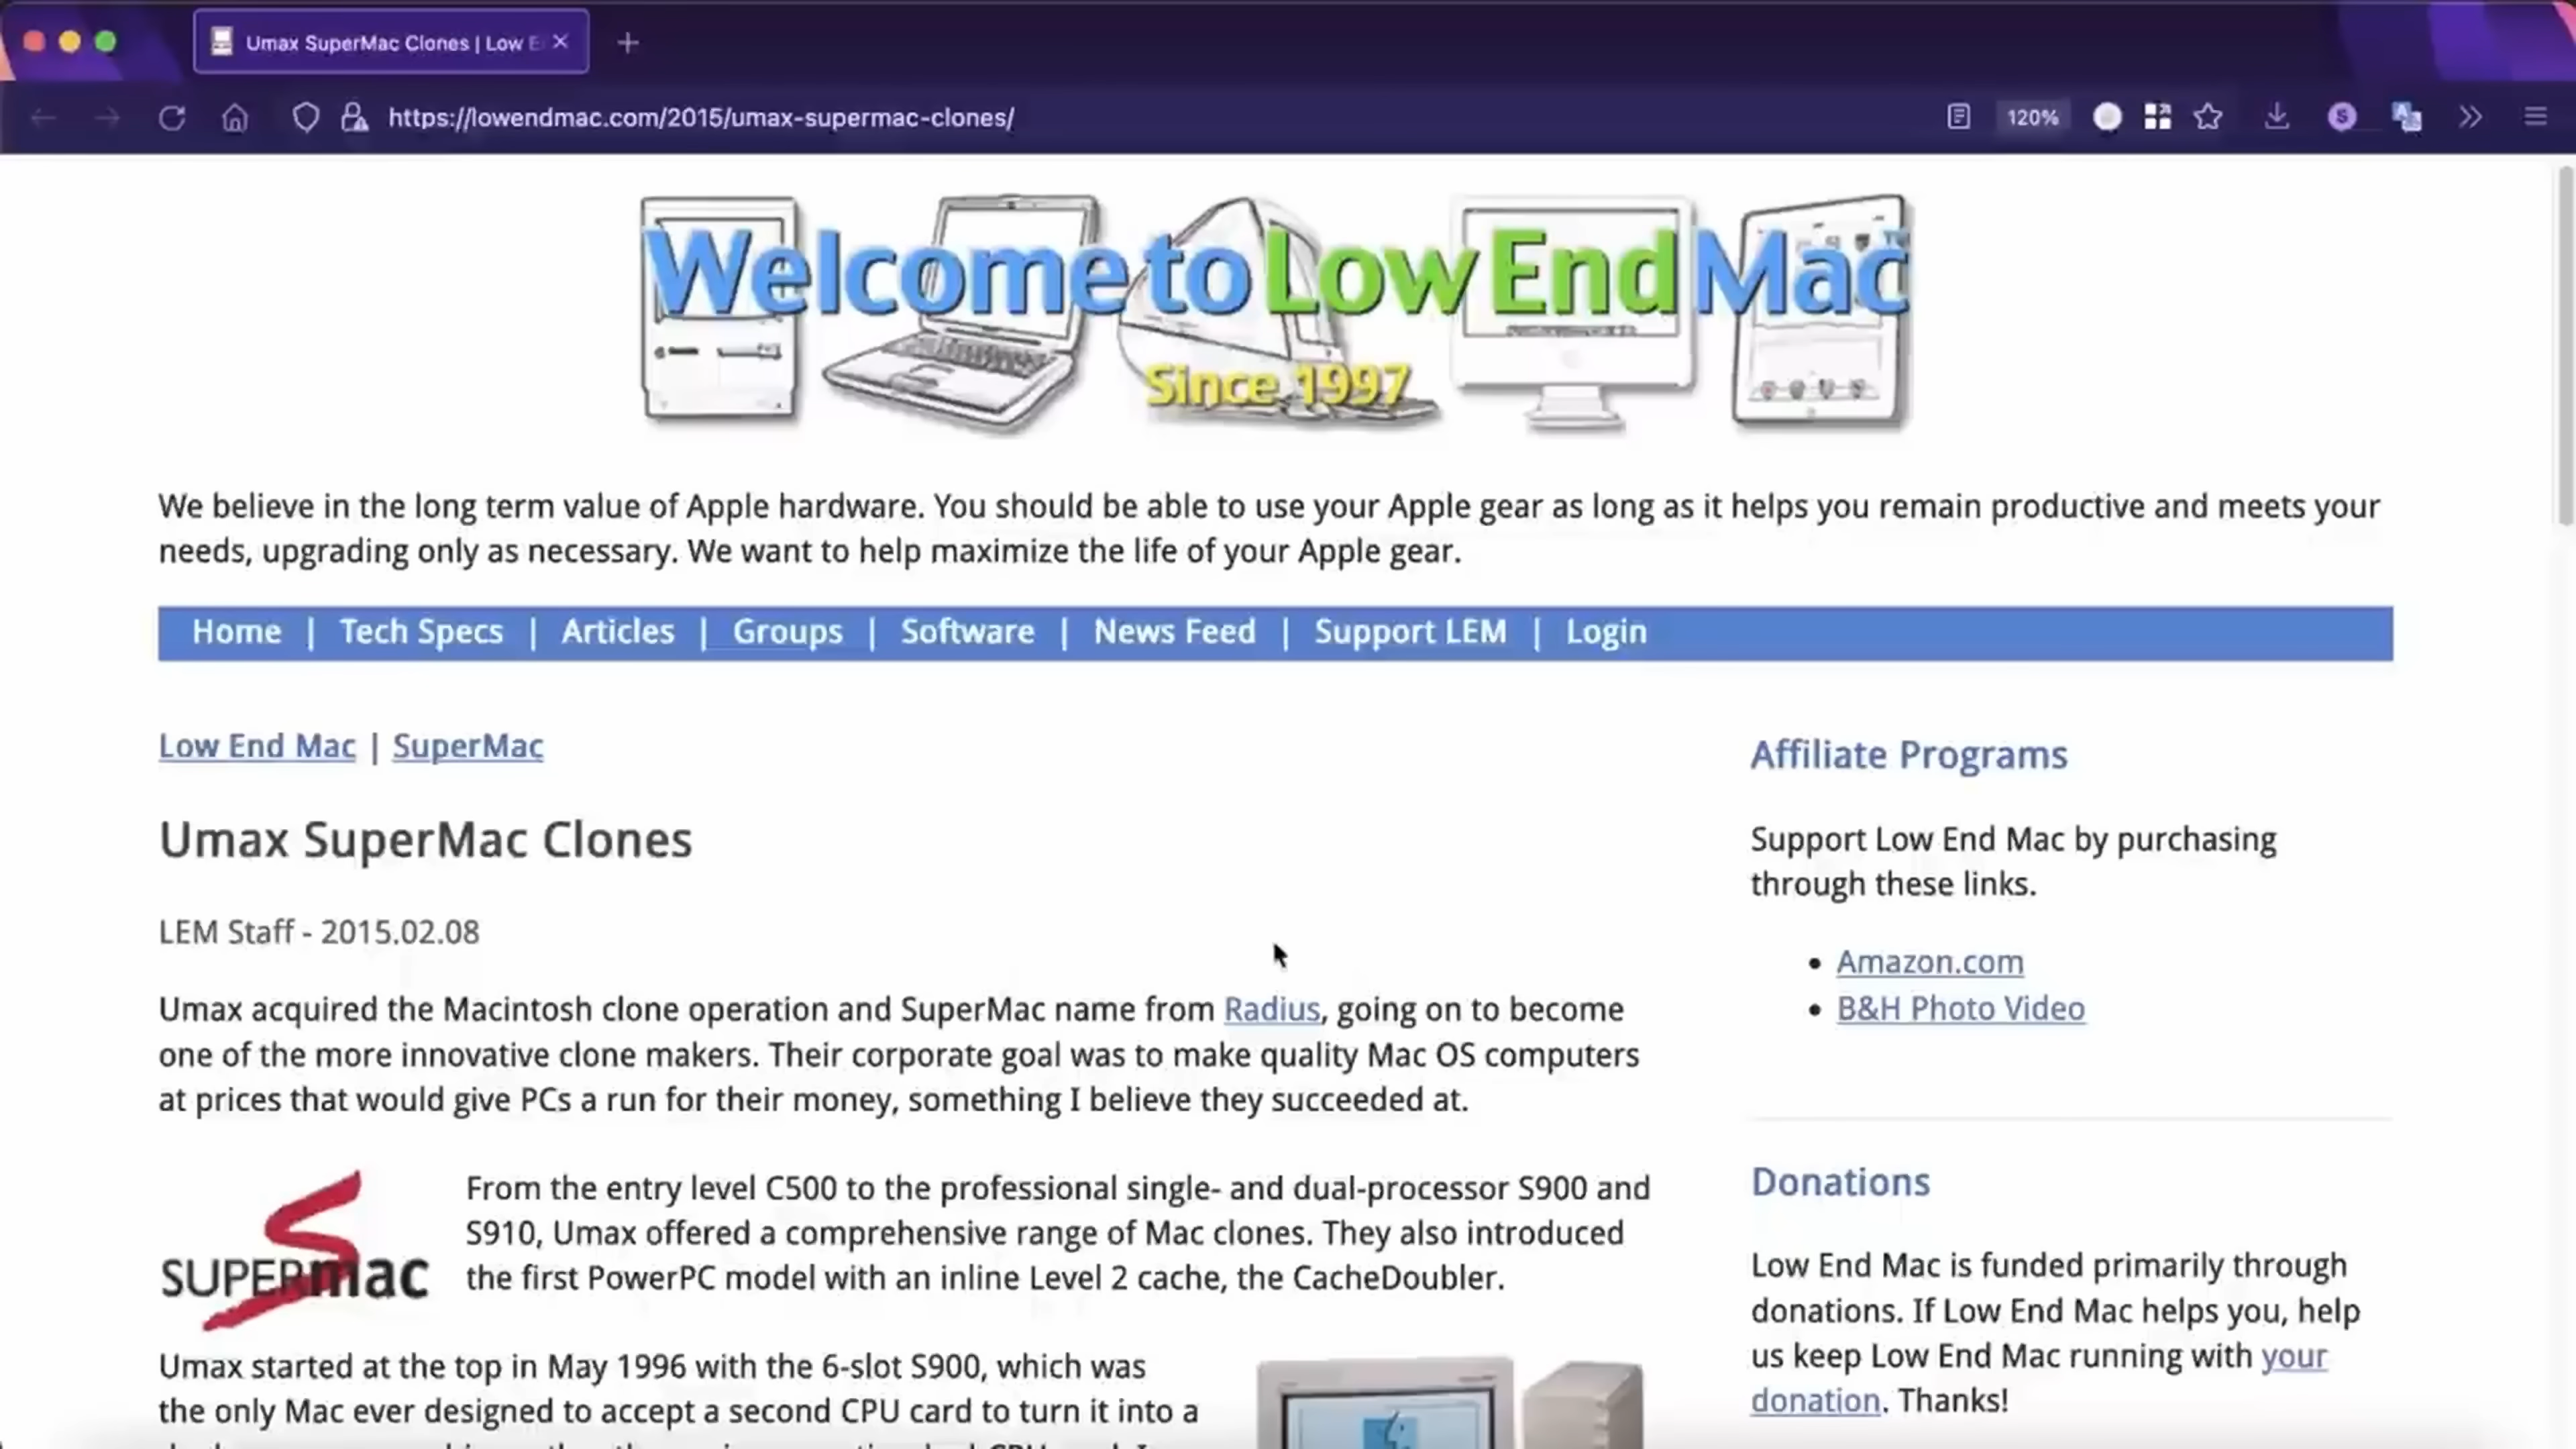 Umax SuperMac Clones | Low E
https://lowendmac.com/2015/umax-supermac-clones/
120%
S
Welcome to Low End Mac
TM
Since 1997
We believe in the long term value of Apple hardware. You should be able to use your Apple gear as long as it helps you remain productive and meets your
needs, upgrading only as necessary. We want to help maximize the life of your Apple gear.
Home | Tech Specs | Articles | Groups | Software | News Feed | Support LEM | Login
Low End Mac | SuperMac
Umax SuperMac Clones
LEM Staff - 2015.02.08
Umax acquired the Macintosh clone operation and SuperMac name from Radius, going on to become
one of the more innovative clone makers. Their corporate goal was to make quality Mac OS computers
at prices that would give PCs a run for their money, something I believe they succeeded at.
SUPERmac
From the entry level C500 to the professional single- and dual-processor S900 and
S910, Umax offered a comprehensive range of Mac clones. They also introduced
the first PowerPC model with an inline Level 2 cache, the CacheDoubler.
Umax started at the top in May 1996 with the 6-slot S900, which was
the only Mac ever designed to accept a second CPU card to turn it into a
Affiliate Programs
Support Low End Mac by purchasing
through these links.
• Amazon.com
• B&H Photo Video
Donations
Low End Mac is funded primarily through
donations. If Low End Mac helps you, help
us keep Low End Mac running with your
donation. Thanks!